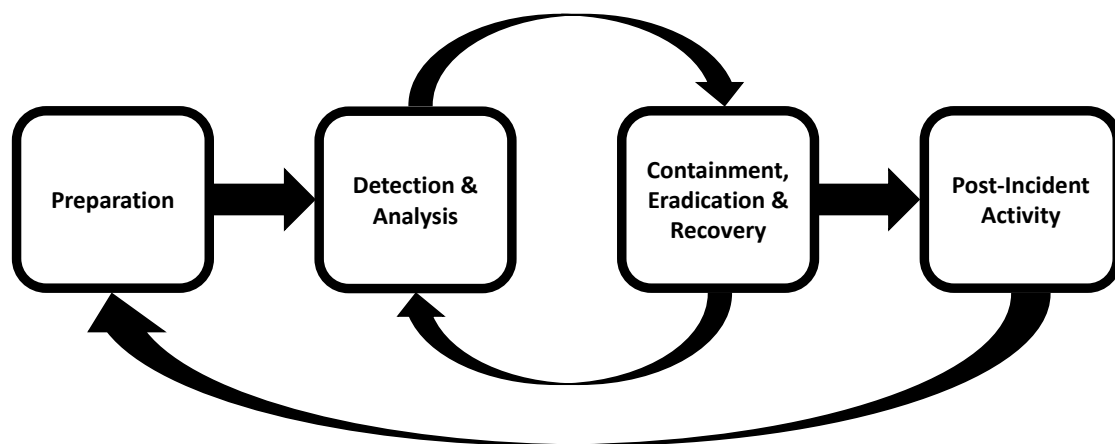 Preparation
Detection &
Analysis
Containment,
Eradication &
Recovery
Post-Incident
Activity